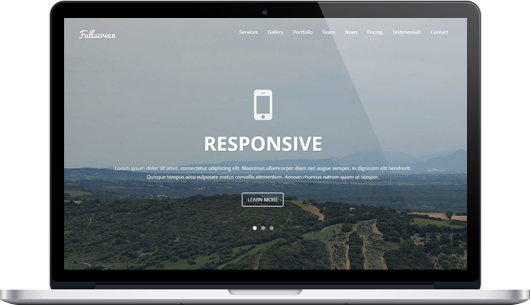 Fullscreen
Services Gallery Portfolio Team News Pricing Testimonials Contact
RESPONSIVE
Lorem ipsum dolor sit amet, consectetur adipiscing elit. Maecenas ullamcorper diam nec augue semper, in dignissim elit hendrerit.
Quisque tempus arcu vulputate metus convallis elementum. Aenean rhoncus rutrum quam ut semper.
LEARN MORE